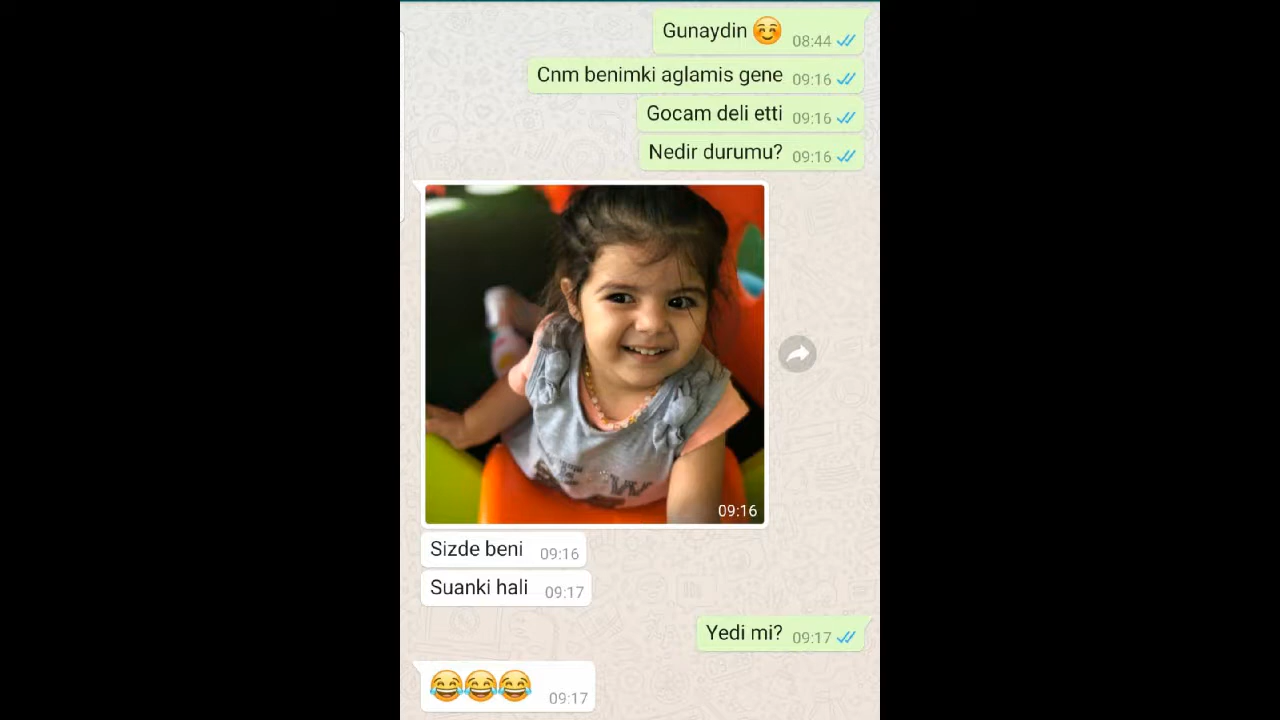 Gunaydin 😊 08:44
Cnm benimki aglamis gene 09:16
Gocam deli etti 09:16
Nedir durumu? 09:16
09:16
Sizde beni 09:16
Suanki hali 09:17
Yedi mi? 09:17
😂😂😂 09:17